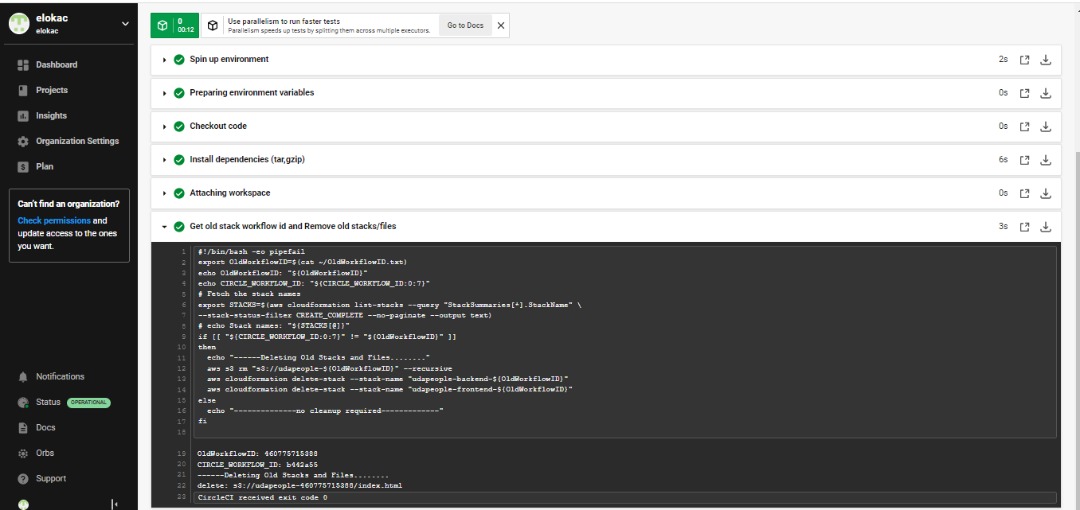 elokac
elokac
Dashboard
Projects
Insights
Organization Settings
Plan
Can't find an organization?
Check permissions and
update access to the ones
you want.
Notifications
Status OPERATIONAL
Docs
Orbs
Support
0
00:12
Use parallelism to run faster tests
Parallelism speeds up tests by splitting them across multiple executors.
Go to Docs
Spin up environment 2s
Preparing environment variables 0s
Checkout code 0s
Install dependencies (tar,gzip) 6s
Attaching workspace 0s
Get old stack workflow id and Remove old stacks/files 3s
1 #!/bin/bash -eo pipefail
2 export OldWorkflowID=$(cat ~/OldWorkflowID.txt)
3 echo OldWorkflowID: "${OldWorkflowID}"
4 echo CIRCLE_WORKFLOW_ID: "${CIRCLE_WORKFLOW_ID:0:7}"
5 # Fetch the stack names
6 export STACKS=$(aws cloudformation list-stacks --query "StackSummaries[*].StackName" \
7 --stack-status-filter CREATE_COMPLETE --no-paginate --output text)
8 # echo Stack names: "${STACKS[@]}"
9 if [[ "${CIRCLE_WORKFLOW_ID:0:7}" != "${OldWorkflowID}" ]]
10 then
11 echo "------Deleting Old Stacks and Files........"
12 aws s3 rm "s3://udapeople-${OldWorkflowID}" --recursive
13 aws cloudformation delete-stack --stack-name "udapeople-backend-${OldWorkflowID}"
14 aws cloudformation delete-stack --stack-name "udapeople-frontend-${OldWorkflowID}"
15 else
16 echo "--------------no cleanup required-------------"
17 fi
18
19 OldWorkflowID: 460775715388
20 CIRCLE_WORKFLOW_ID: b442a55
21 ------Deleting Old Stacks and Files........
22 delete: s3://udapeople-460775715388/index.html
23 CircleCI received exit code 0